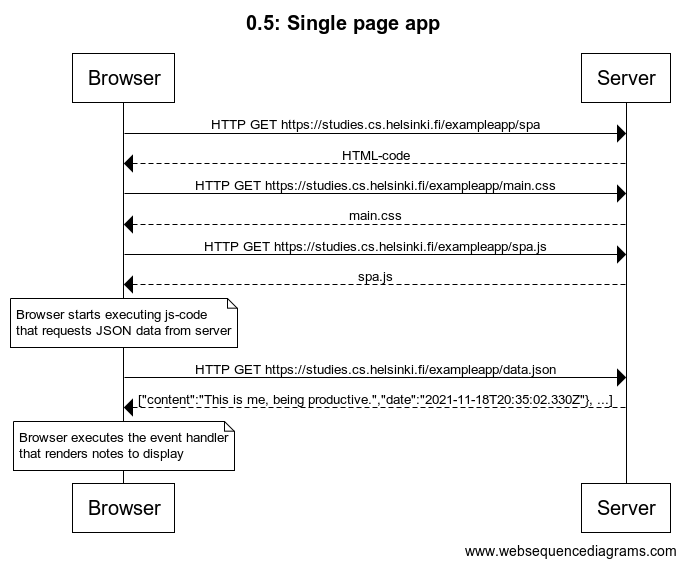 0.5: Single page app
Browser
Server
HTTP GET https://studies.cs.helsinki.fi/exampleapp/spa
HTML-code
HTTP GET https://studies.cs.helsinki.fi/exampleapp/main.css
main.css
HTTP GET https://studies.cs.helsinki.fi/exampleapp/spa.js
spa.js
Browser starts executing js-code
that requests JSON data from server
HTTP GET https://studies.cs.helsinki.fi/exampleapp/data.json
["content":"This is me, being productive.","date":"2021-11-18T20:35:02.330Z"}, ...]
Browser executes the event handler
that renders notes to display
Browser
Server
www.websequencediagrams.com